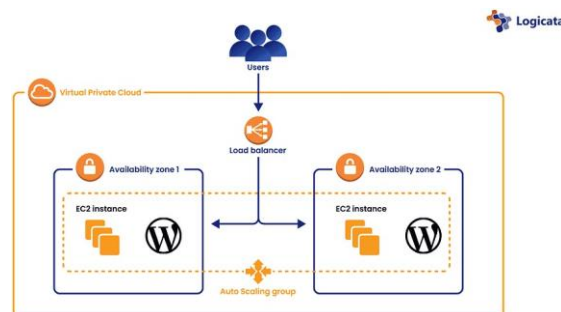 Logicata
Users
Virtual Private Cloud
Load balancer
Availability zone 1
Availability zone 2
EC2 instance
EC2 instance
Auto Scaling group